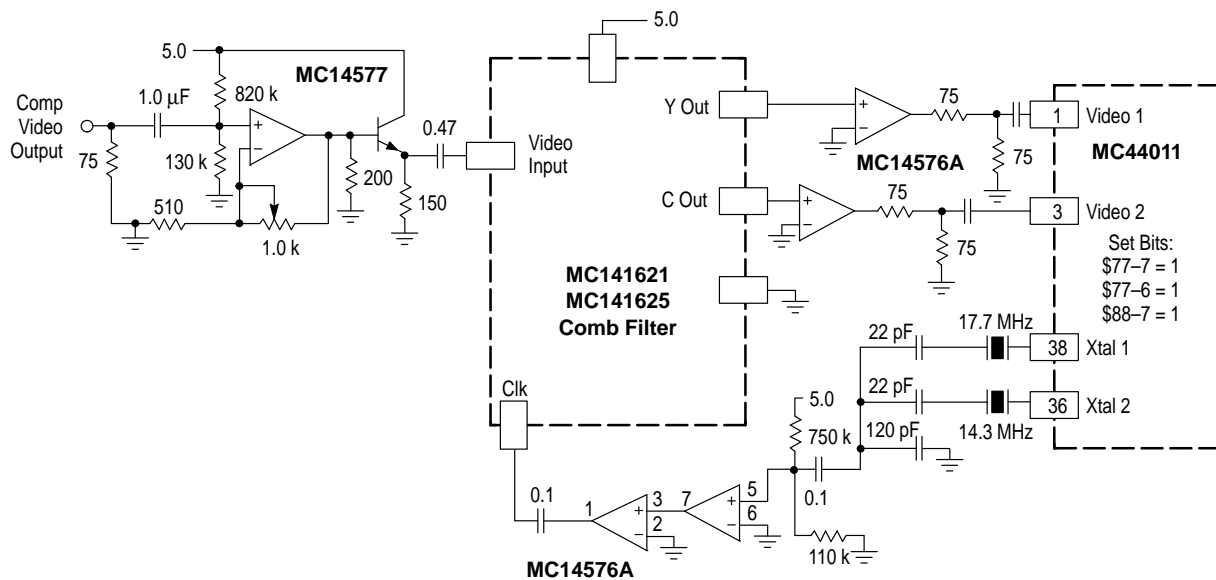 5.0
5.0
MC14577
1.0 µF
820 k
Comp
Video
Output
+
–
0.47
Video
Input
75
130 k
200
150
510
1.0 k
Y Out
C Out
MC141621
MC141625
Comb Filter
Clk
+
–
75
75
MC14576A
1
Video 1
MC44011
+
–
75
75
3
Video 2
Set Bits:
$77–7 = 1
$77–6 = 1
$88–7 = 1
22 pF
17.7 MHz
38
Xtal 1
22 pF
14.3 MHz
36
Xtal 2
120 pF
5.0
750 k
0.1
110 k
5
6
+
–
7
3
2
+
–
1
0.1
MC14576A